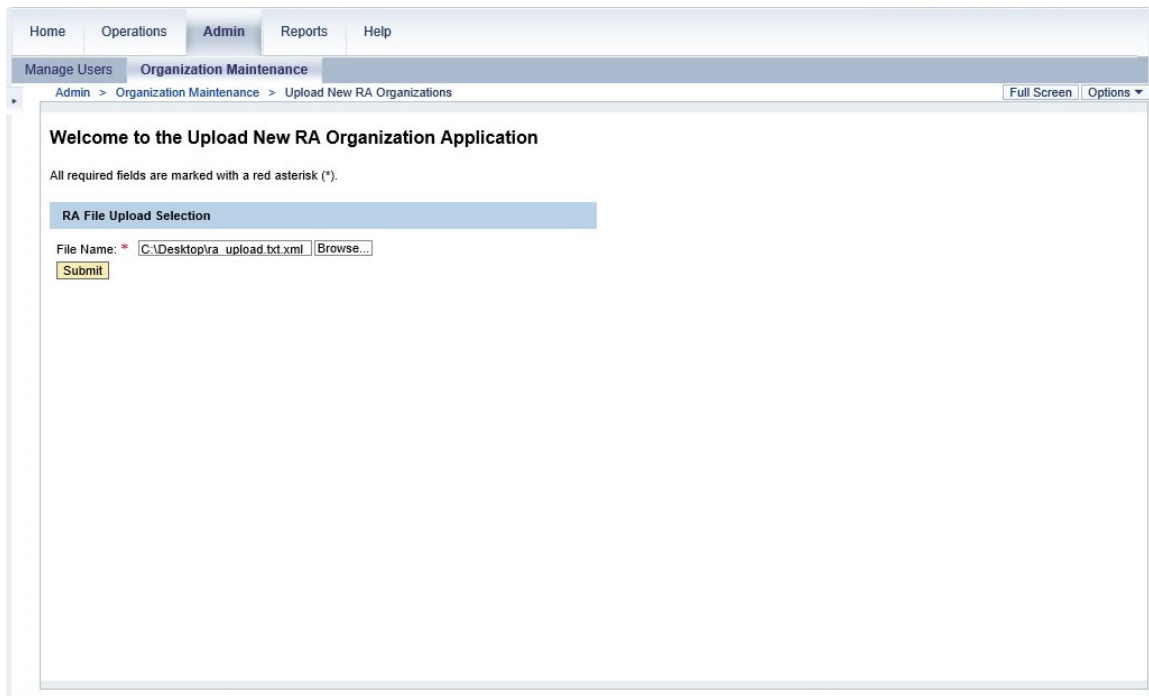 Home Operations Admin Reports Help
Manage Users Organization Maintenance
Admin > Organization Maintenance > Upload New RA Organizations Full Screen Options
Welcome to the Upload New RA Organization Application
All required fields are marked with a red asterisk (*).
RA File Upload Selection
File Name: * C:\Desktop\ra_upload.txt.xml Browse...
Submit